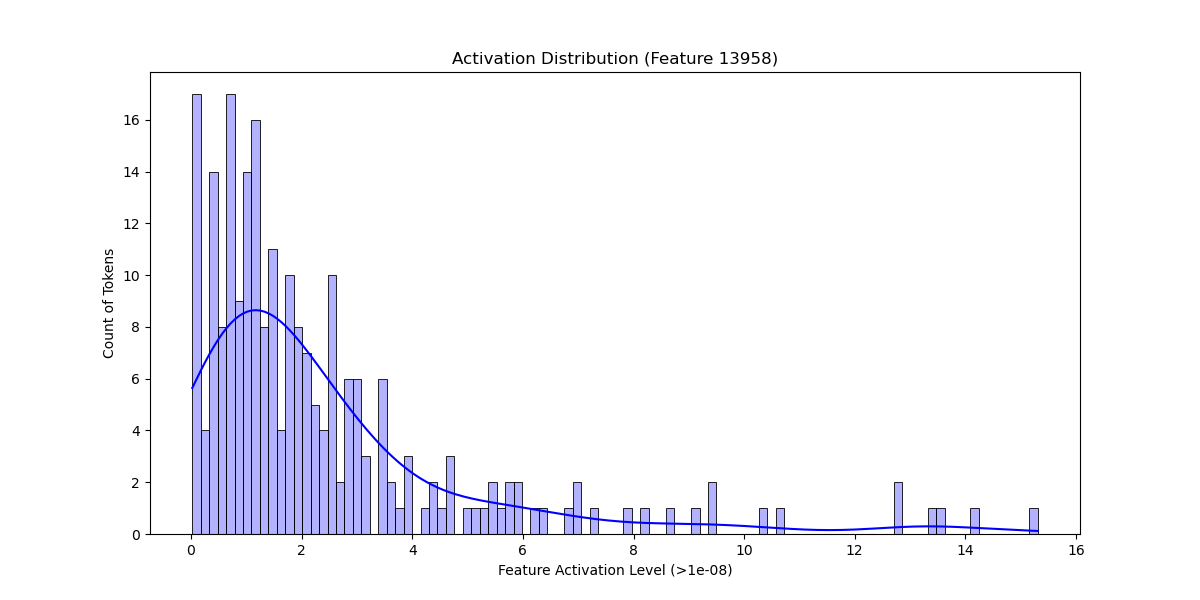 Activation Distribution (Feature 13958)
Count of Tokens
16
14
12
10
8
6
4
2
0
0 2 4 6 8 10 12 14 16
Feature Activation Level (>1e-08)